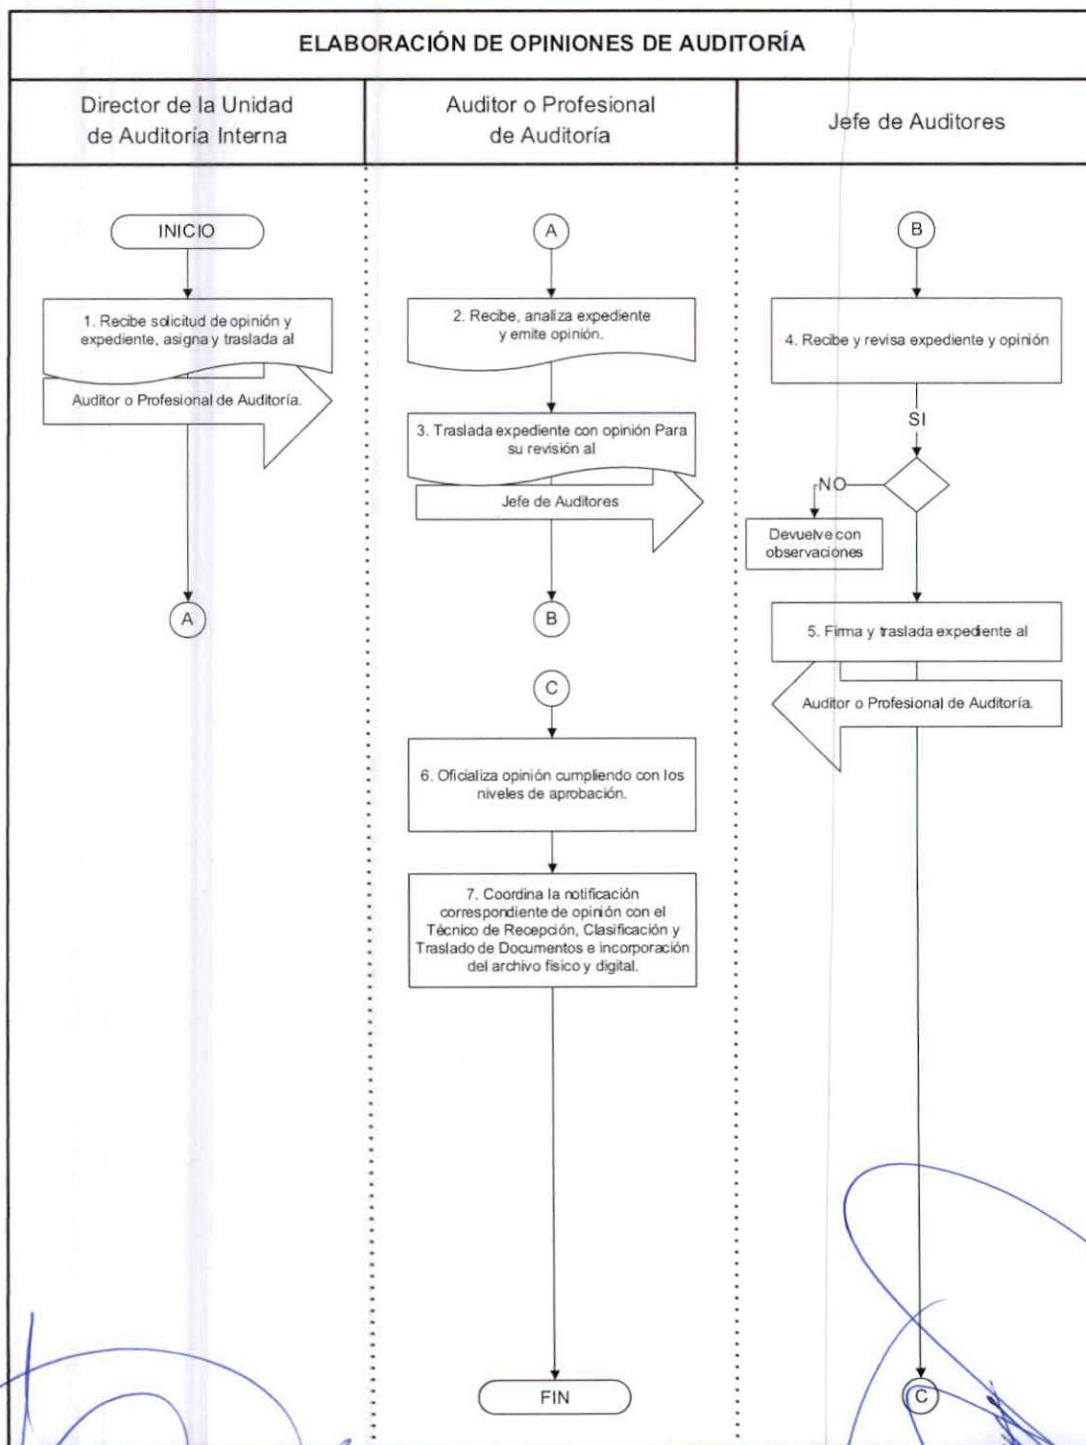 ELABORACIÓN DE OPINIONES DE AUDITORÍA
Director de la Unidad
de Auditoría Interna
Auditor o Profesional
de Auditoría
Jefe de Auditores
INICIO
1. Recibe solicitud de opinión y
expediente, asigna y traslada al
Auditor o Profesional de Auditoría.
A
A
2. Recibe, analiza expediente
y emite opinión.
3. Traslada expediente con opinión Para
su revisión al
Jefe de Auditores
B
C
6. Oficializa opinión cumpliendo con los
niveles de aprobación.
7. Coordina la notificación
correspondiente de opinión con el
Técnico de Recepción, Clasificación y
Traslado de Documentos e incorporación
del archivo físico y digital.
FIN
B
4. Recibe y revisa expediente y opinión
SI
NO
Devuelve con
observaciones
5. Firma y traslada expediente al
Auditor o Profesional de Auditoría.
C